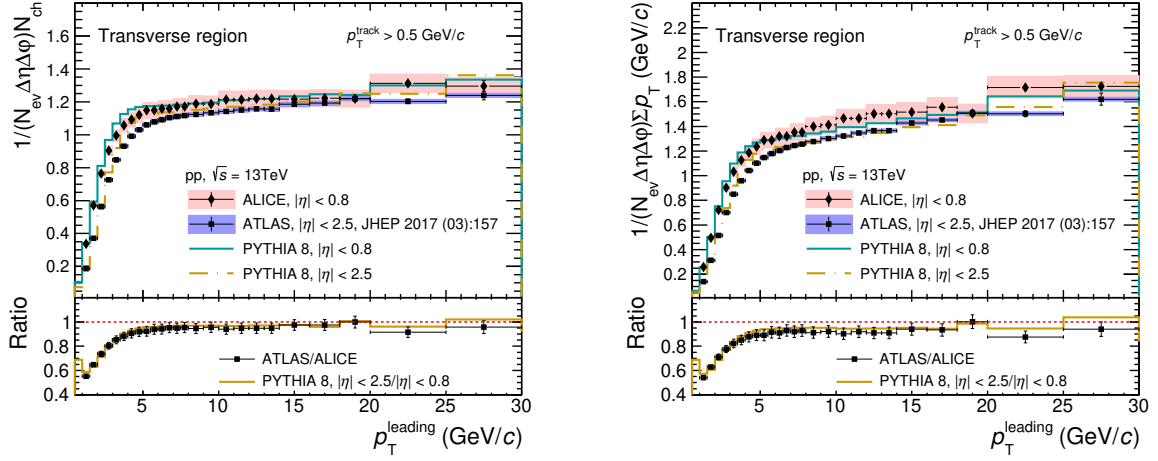 1/(N_ev Δη Δφ)N_ch
1.6
1.4
1.2
1.0
0.8
0.6
0.4
0.2
Transverse region
p_T^track > 0.5 GeV/c
pp, √s = 13TeV
ALICE, |η| < 0.8
ATLAS, |η| < 2.5, JHEP 2017 (03):157
PYTHIA 8, |η| < 0.8
PYTHIA 8, |η| < 2.5
Ratio
1
0.8
0.6
0.4
ATLAS/ALICE
PYTHIA 8, |η| < 2.5/|η| < 0.8
5 10 15 20 25 30
p_T^leading (GeV/c)
1/(N_ev Δη Δφ)Σp_T (GeV/c)
2.4
2.2
2.0
1.8
1.6
1.4
1.2
1.0
0.8
0.6
0.4
0.2
Transverse region
p_T^track > 0.5 GeV/c
pp, √s = 13TeV
ALICE, |η| < 0.8
ATLAS, |η| < 2.5, JHEP 2017 (03):157
PYTHIA 8, |η| < 0.8
PYTHIA 8, |η| < 2.5
Ratio
1
0.8
0.6
0.4
ATLAS/ALICE
PYTHIA 8, |η| < 2.5/|η| < 0.8
5 10 15 20 25 30
p_T^leading (GeV/c)